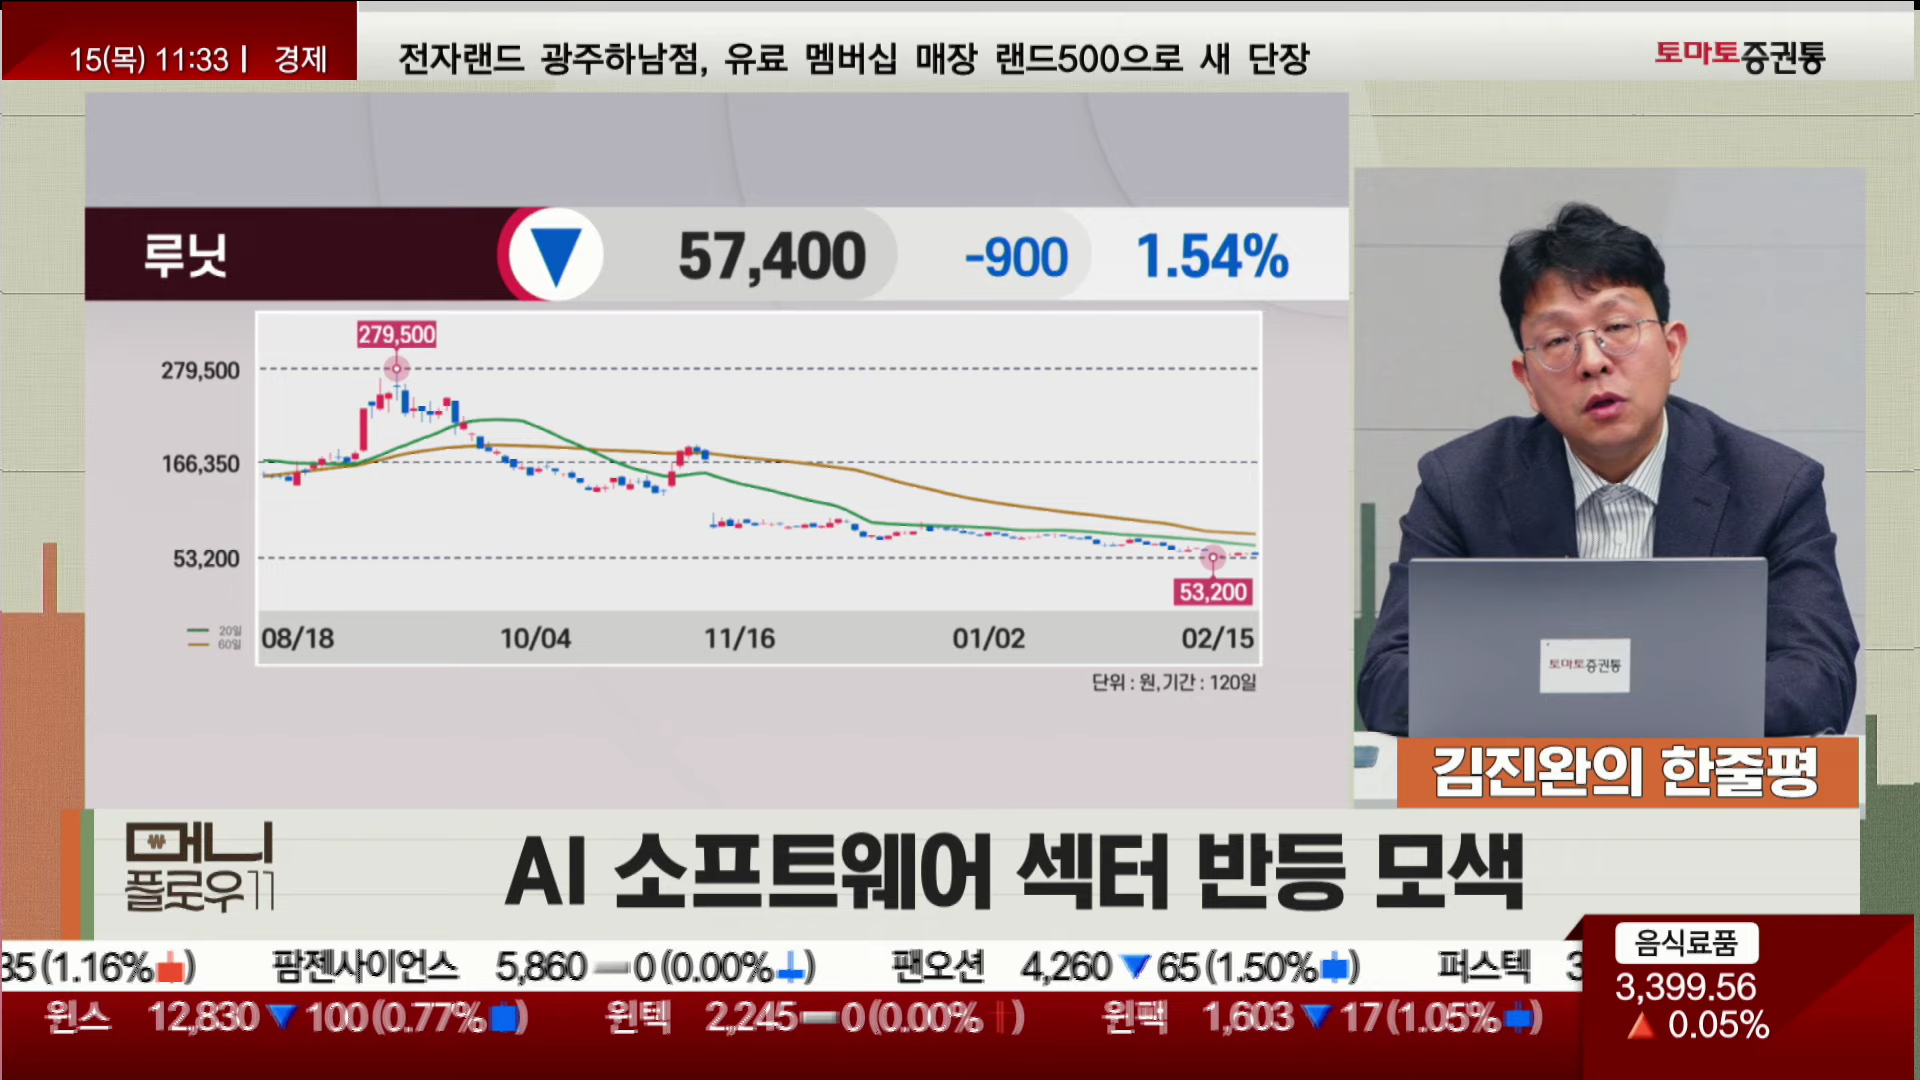 15(목) 11:33 | 경제
전자랜드 광주하남점, 유료 멤버십 매장 랜드500으로 새 단장
토마토증권통
루닛
57,400
-900
1.54%
279,500
279,500
166,350
53,200
53,200
20일
60일
08/18
10/04
11/16
01/02
02/15
단위 : 원, 기간 : 120일
토마토증권통
김진완의 한줄평
머니
플로우11
AI 소프트웨어 섹터 반등 모색
35(1.16%)
팜젠사이언스 5,860 0(0.00%)
팬오션 4,260 65(1.50%)
퍼스텍 3
윈스 12,830 100(0.77%)
윈텍 2,245 0(0.00%)
윈팩 1,603 17(1.05%)
음식료품
3,399.56
0.05%